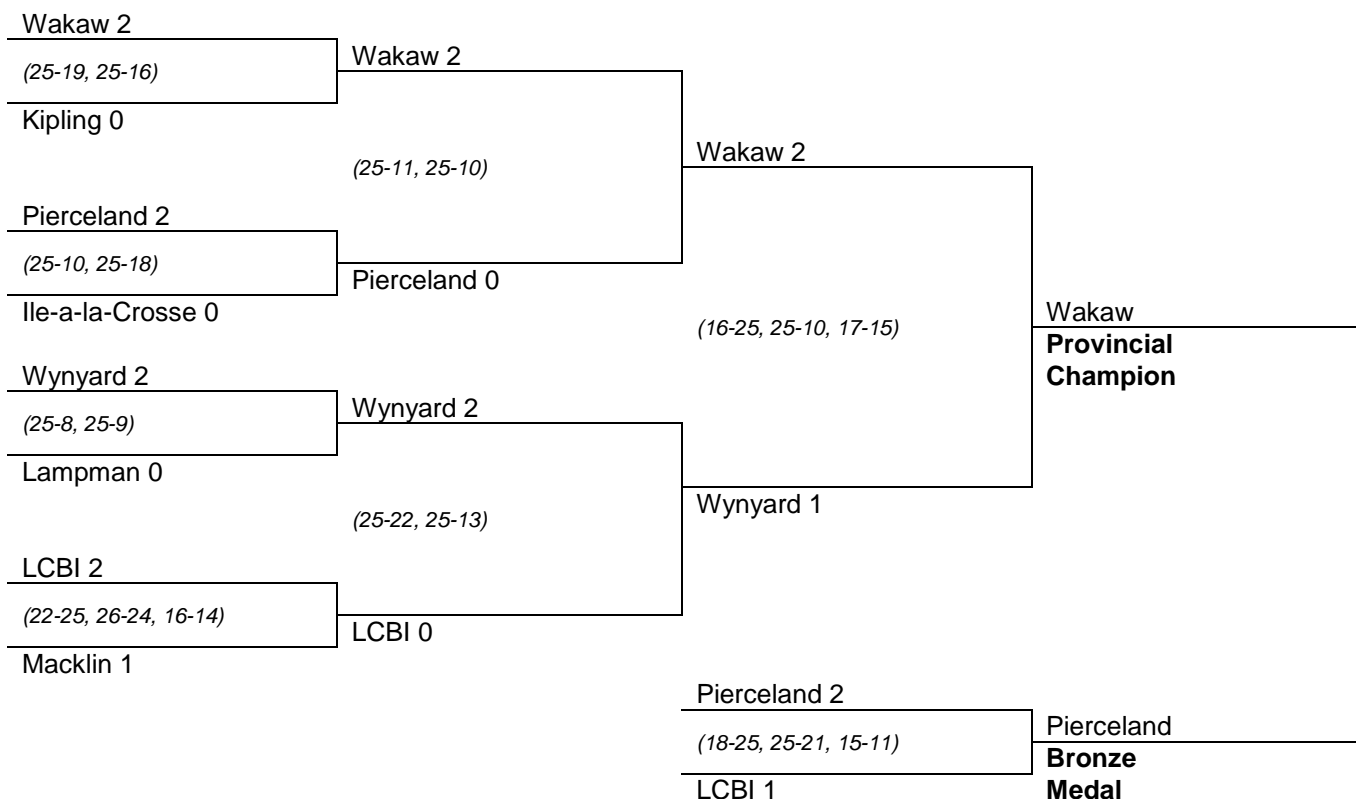 Wakaw 2
(25-19, 25-16)
Kipling 0
Pierceland 2
(25-10, 25-18)
Ile-a-la-Crosse 0
Wynyard 2
(25-8, 25-9)
Lampman 0
LCBI 2
(22-25, 26-24, 16-14)
Macklin 1
Wakaw 2
(25-11, 25-10)
Pierceland 0
Wynyard 2
(25-22, 25-13)
LCBI 0
Wakaw 2
(16-25, 25-10, 17-15)
Wynyard 1
Wakaw
Provincial
Champion
Pierceland 2
(18-25, 25-21, 15-11)
LCBI 1
Pierceland
Bronze
Medal